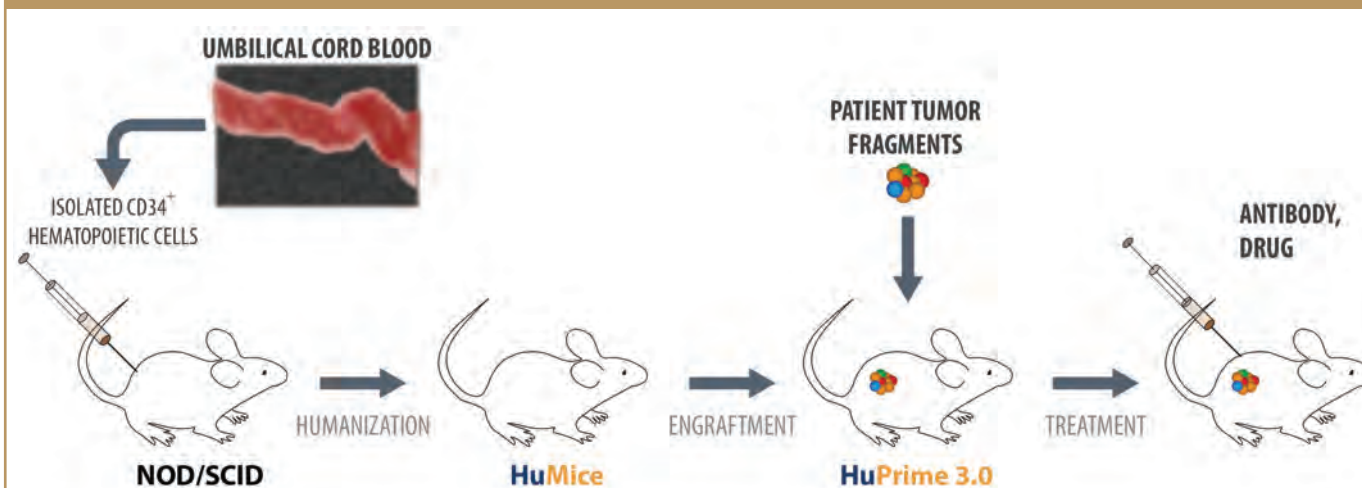 UMBILICAL CORD BLOOD
ISOLATED CD34+
HEMATOPOIETIC CELLS
PATIENT TUMOR
FRAGMENTS
ANTIBODY,
DRUG
HUMANIZATION
ENGRAFTMENT
TREATMENT
NOD/SCID
HuMice
HuPrime 3.0